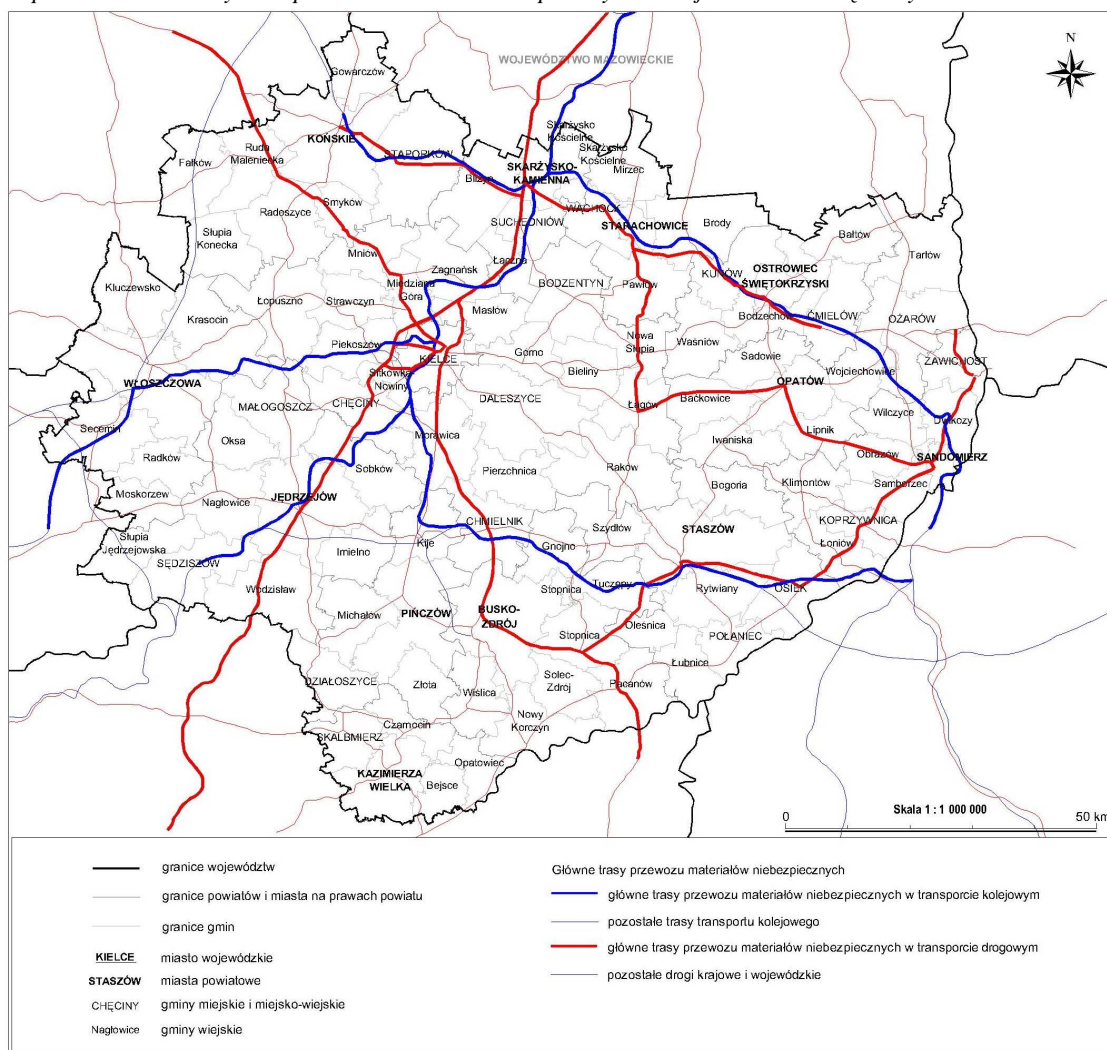 WOJEWÓDZTWO MAZOWIECKIE
N
Gowarczów
KOŃSKIE
STĄPORKÓW
Skarżysko
Kościelne
Skarżysko
Kościelne
Mirzec
Ruda
Maleniecka
Fałków
Bliżyn
SKARŻYSKO-
KAMIENNA
Smyków
Radoszyce
WĄCHOCK
SUCHEDNIÓW
STARACHOWICE
Brody
Bałtów
Słupia
Konecka
Mniów
Łączna
Tarłów
Zagnańsk
KUNÓW
OSTROWIEC
ŚWIĘTOKRZYSKI
Kluczewsko
Miedziana
Góra
BODZENTYN
Pawłów
Łopuszno
Strawczyn
Masłów
Bodzechów
ĆMIELÓW
OŻARÓW
Krasocin
Nowa
Słupia
Waśniów
Piekoszów
KIELCE
Górno
Sadowie
ZAWICHOST
Sitkówka
Nowiny
Bieliny
Wojciechowice
WŁOSZCZOWA
OPATÓW
MAŁOGOSZCZ
CHĘCINY
DALESZYCE
Łagów
Baćkowice
Wilczyce
Dwikozy
Secemin
Oksa
Morawica
Lipnik
Iwaniska
Radków
Sobków
Pierzchnica
Raków
Obrazów
SANDOMIERZ
Moskorzew
Nagłowice
JĘDRZEJÓW
Bogoria
Klimontów
Samborzec
CHMIELNIK
Szydłów
STASZÓW
KOPRZYWNICA
Słupia
Jędrzejowska
Imielno
Kije
Gnojno
Łoniów
SĘDZISZÓW
Wodzisław
Stopnica
Tuczępy
Rytwiany
OSIEK
Michałów
PIŃCZÓW
BUSKO-
ZDRÓJ
Stopnica
Oleśnica
POŁANIEC
Łubnice
DZIAŁOSZYCE
Złota
Wiślica
Solec-
Zdrój
Pacanów
Czarnocin
Nowy
Korczyn
SKALBMIERZ
KAZIMIERZA
WIELKA
Opatowiec
Bejsce
Skala 1 : 1 000 000
0 50 km
granice województw
granice powiatów i miasta na prawach powiatu
granice gmin
KIELCE miasto wojewódzkie
STASZÓW miasta powiatowe
CHĘCINY gminy miejskie i miejsko-wiejskie
Nagłowice gminy wiejskie
Główne trasy przewozu materiałów niebezpiecznych
główne trasy przewozu materiałów niebezpiecznych w transporcie kolejowym
pozostałe trasy transportu kolejowego
główne trasy przewozu materiałów niebezpiecznych w transporcie drogowym
pozostałe drogi krajowe i wojewódzkie